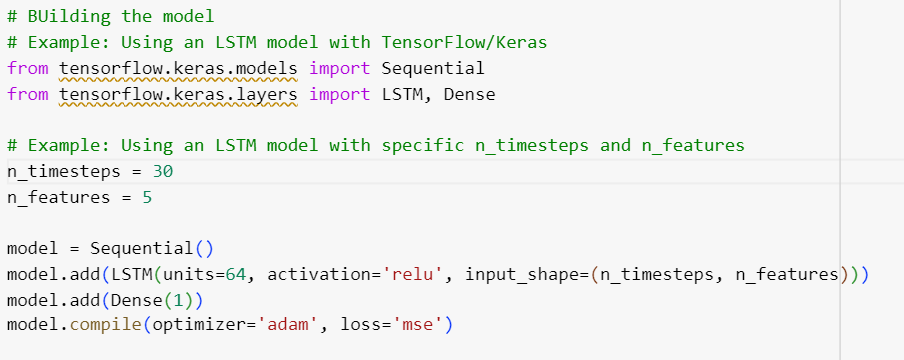 # BUilding the model
# Example: Using an LSTM model with TensorFlow/Keras
from tensorflow.keras.models import Sequential
from tensorflow.keras.layers import LSTM, Dense
# Example: Using an LSTM model with specific n_timesteps and n_features
n_timesteps = 30
n_features = 5
model = Sequential()
model.add(LSTM(units=64, activation='relu', input_shape=(n_timesteps, n_features)))
model.add(Dense(1))
model.compile(optimizer='adam', loss='mse')